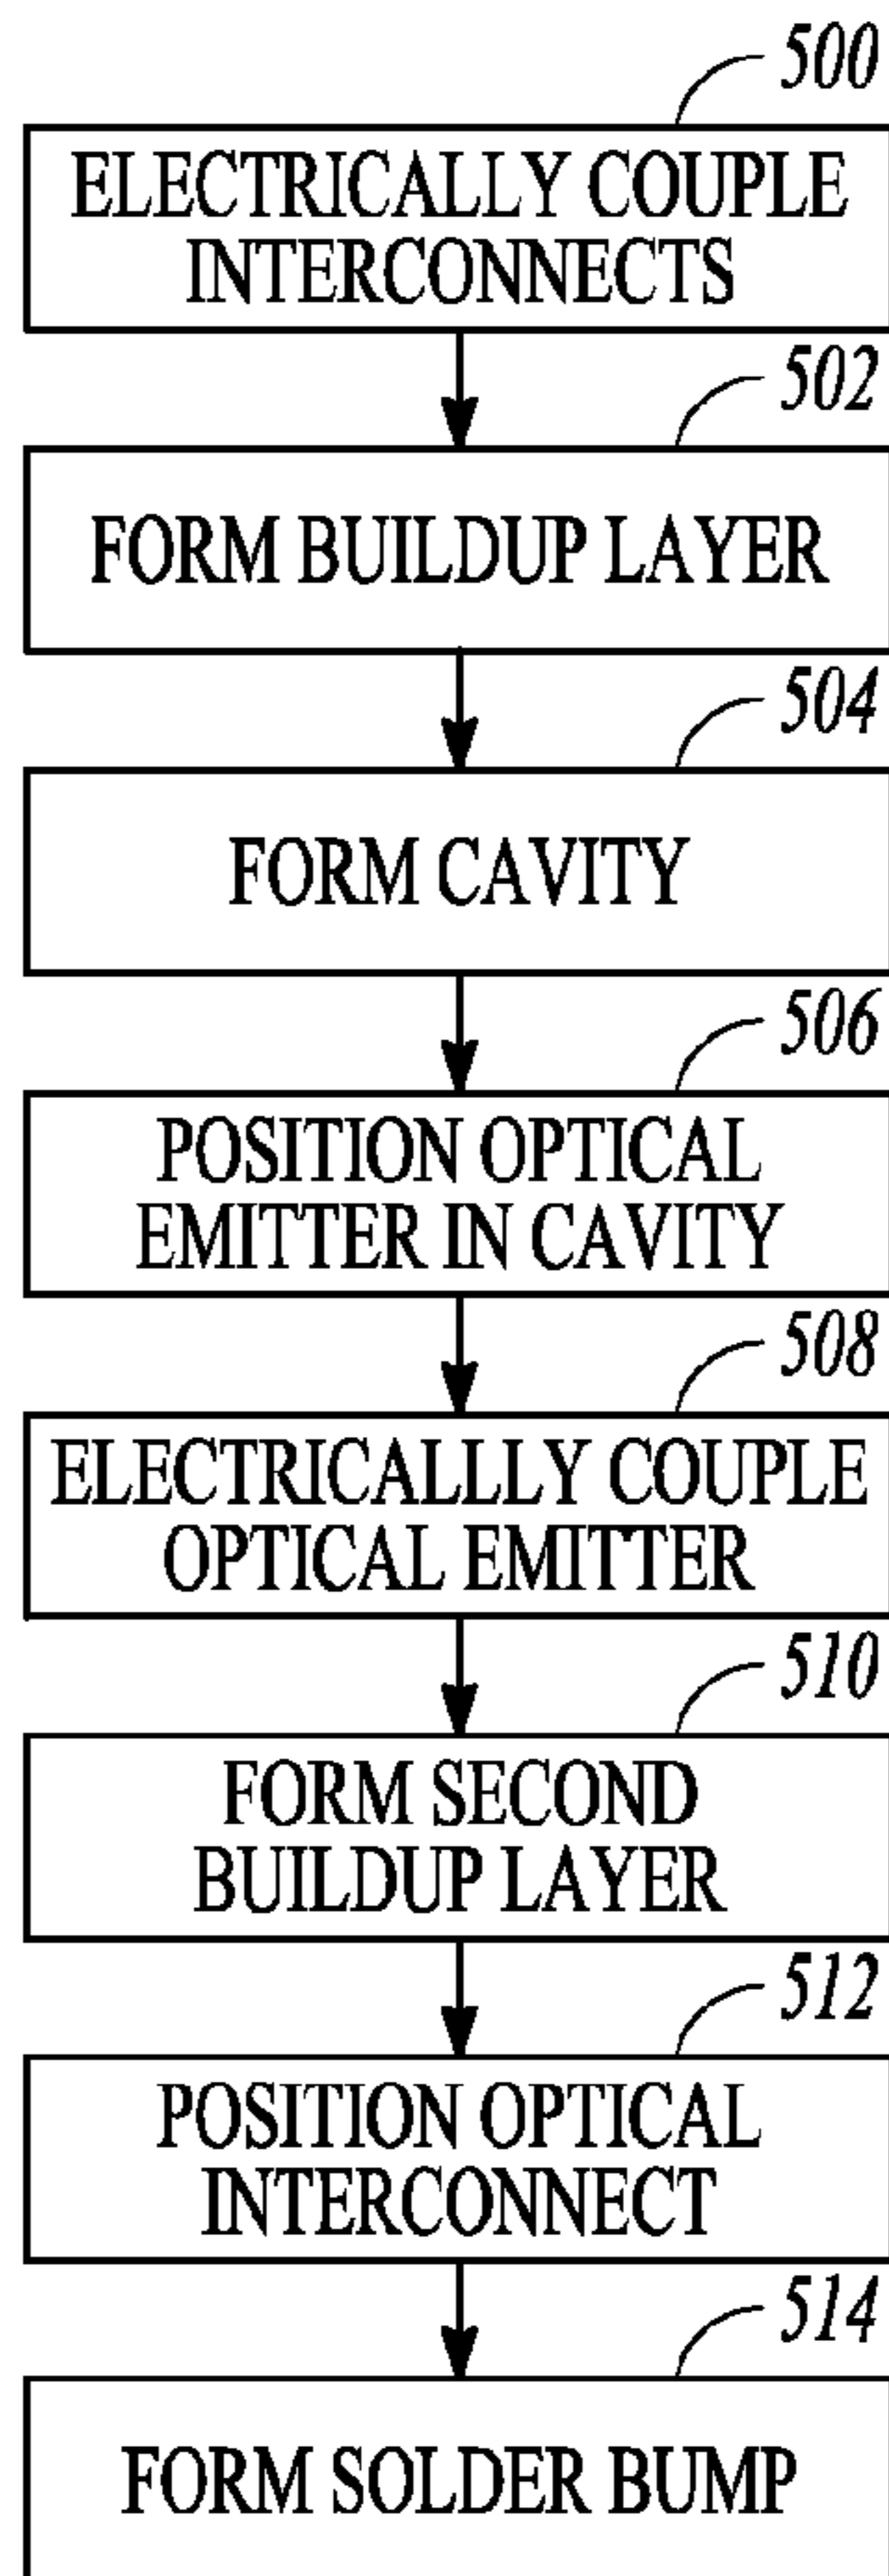 500
ELECTRICALLY COUPLE
INTERCONNECTS
502
FORM BUILDUP LAYER
504
FORM CAVITY
506
POSITION OPTICAL
EMITTER IN CAVITY
508
ELECTRICALLLY COUPLE
OPTICAL EMITTER
510
FORM SECOND
BUILDUP LAYER
512
POSITION OPTICAL
INTERCONNECT
514
FORM SOLDER BUMP